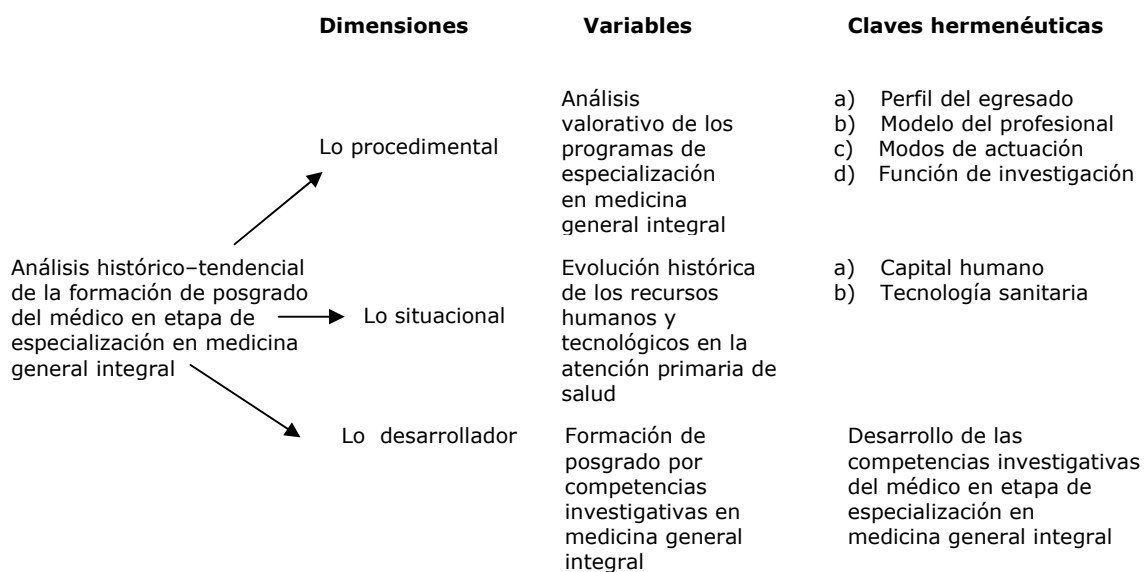 Dimensiones Variables Claves hermenéuticas
Análisis histórico–tendencial
de la formación de posgrado
del médico en etapa de
especialización en medicina
general integral
Lo procedimental
Análisis
valorativo de los
programas de
especialización
en medicina
general integral
a) Perfil del egresado
b) Modelo del profesional
c) Modos de actuación
d) Función de investigación
Lo situacional
Evolución histórica
de los recursos
humanos y
tecnológicos en la
atención primaria de
salud
a) Capital humano
b) Tecnología sanitaria
Lo desarrollador
Formación de
posgrado por
competencias
investigativas en
medicina general
integral
Desarrollo de las
competencias investigativas
del médico en etapa de
especialización en
medicina general integral